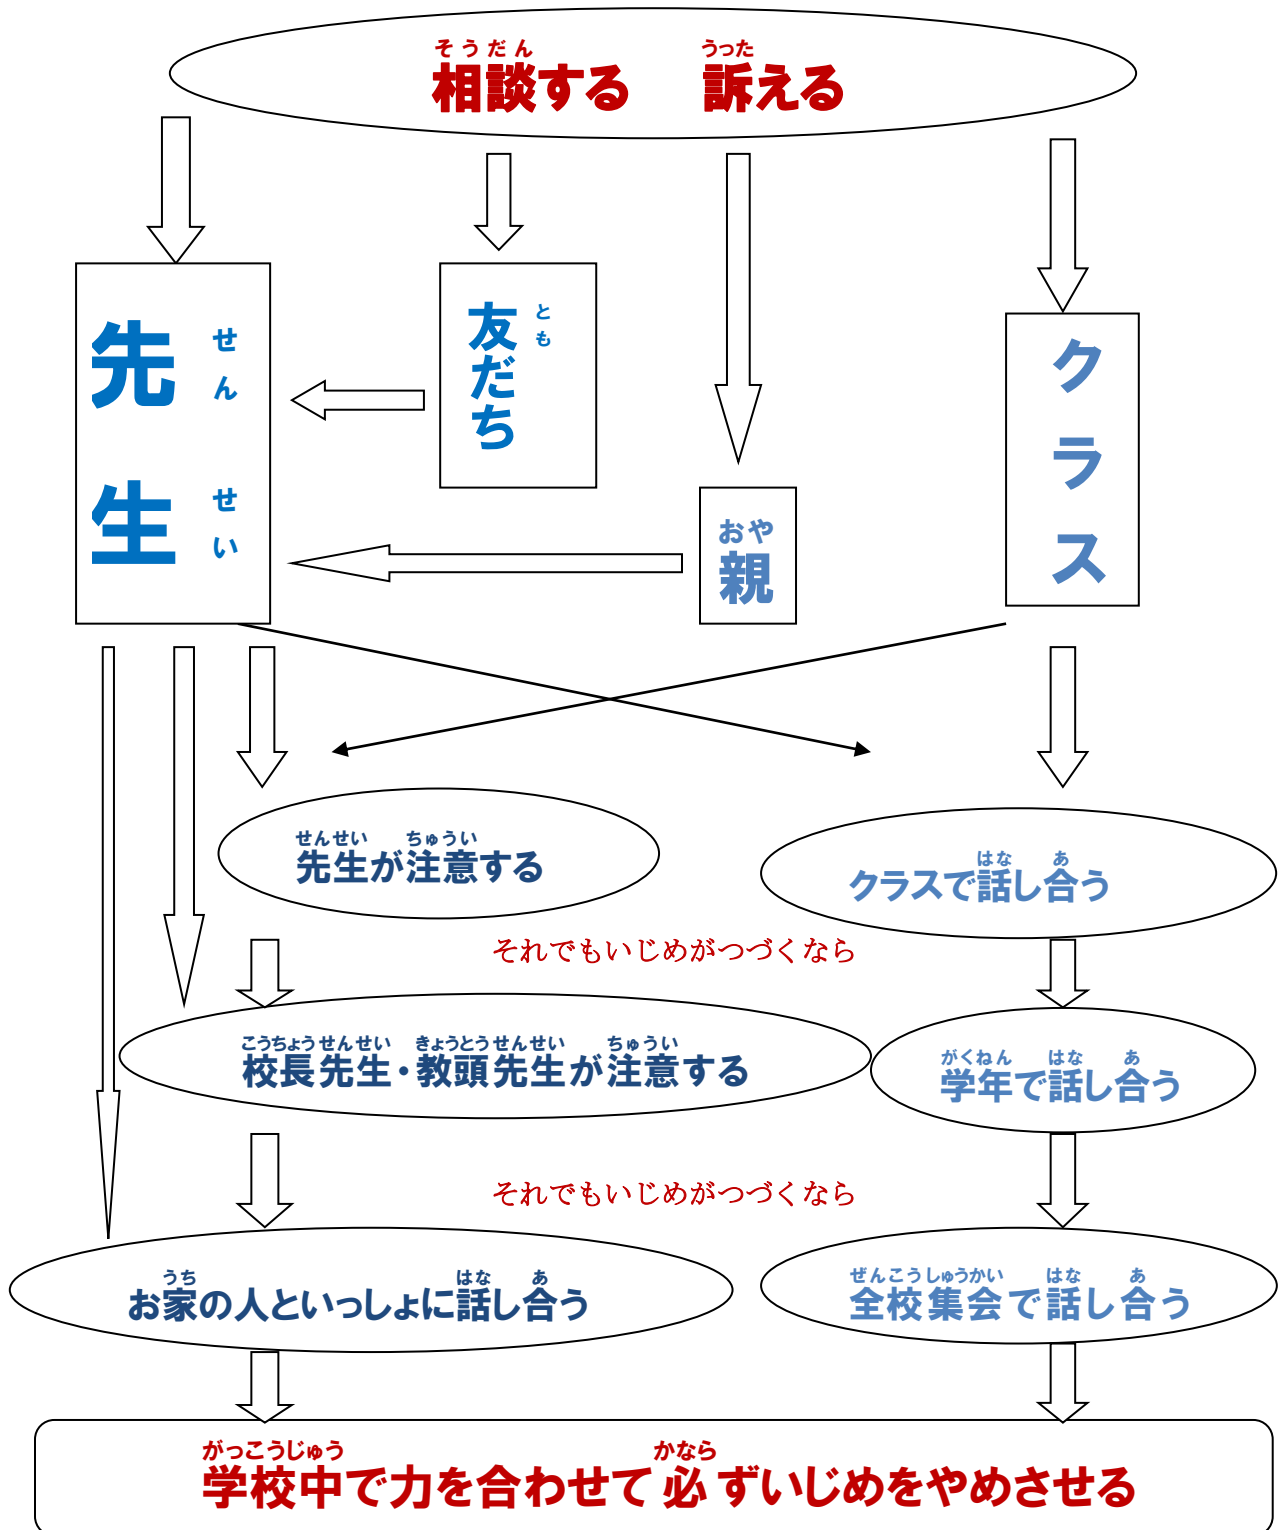 そうだん　うった
相談する　訴える
先生
せんせい
友だち
とも
おや
親
クラス
せんせい　ちゅうい
先生が注意する
はな　あ
クラスで話し合う
それでもいじめがつづくなら
こうちょうせんせい　きょうとうせんせい　ちゅうい
校長先生・教頭先生が注意する
がくねん　はな　あ
学年で話し合う
それでもいじめがつづくなら
うち　はな　あ
お家の人といっしょに話し合う
ぜんこうしゅうかい　はな　あ
全校集会で話し合う
がっこうじゅう　かなら
学校中で力を合わせて必ずいじめをやめさせる